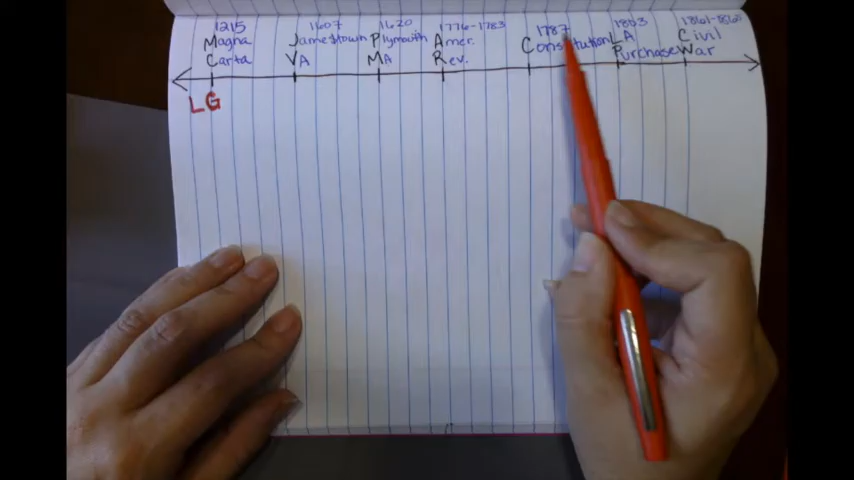 1215
Magna
Carta
1607
Jamestown
VA
1620
Plymouth
MA
1776-1783
Amer.
Rev.
1787
Constitution
1803
LA
Purchase
1861-1865
Civil
War
LG